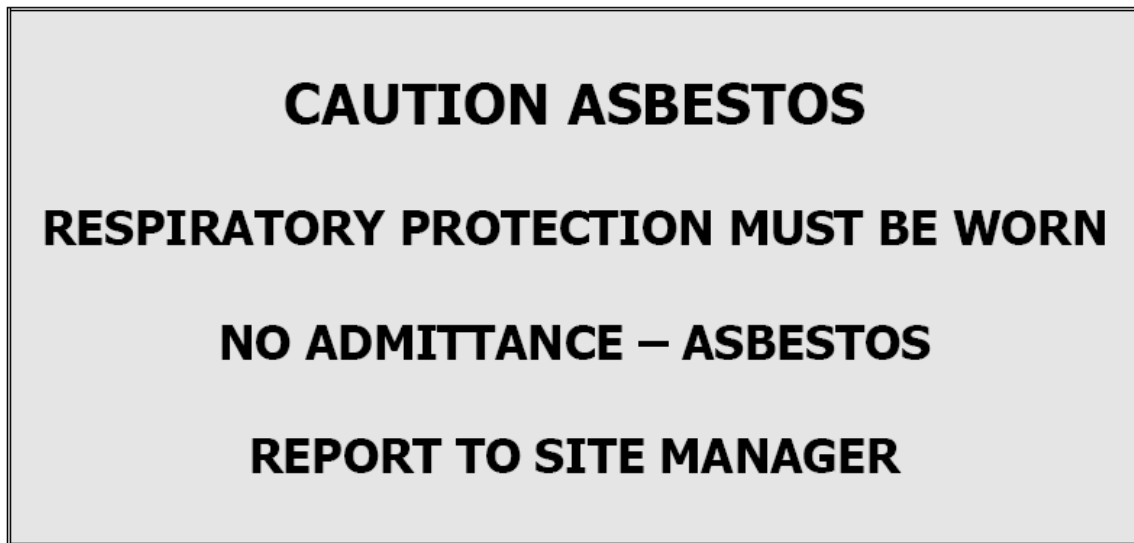 CAUTION ASBESTOS
RESPIRATORY PROTECTION MUST BE WORN
NO ADMITTANCE – ASBESTOS
REPORT TO SITE MANAGER